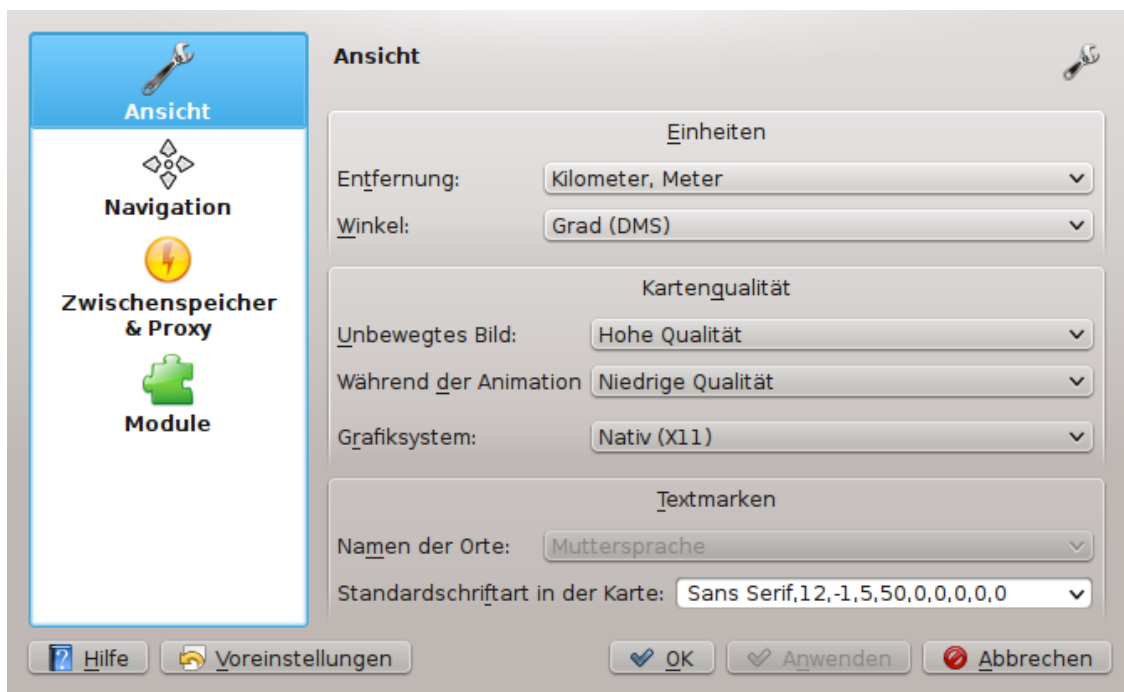 Ansicht
Navigation
Zwischenspeicher
& Proxy
Module
Ansicht
Einheiten
Entfernung: Kilometer, Meter
Winkel: Grad (DMS)
Kartenqualität
Unbewegtes Bild: Hohe Qualität
Während der Animation Niedrige Qualität
Grafiksystem: Nativ (X11)
Textmarken
Namen der Orte: Muttersprache
Standardschriftart in der Karte: Sans Serif,12,-1,5,50,0,0,0,0,0
Hilfe Voreinstellungen OK Anwenden Abbrechen